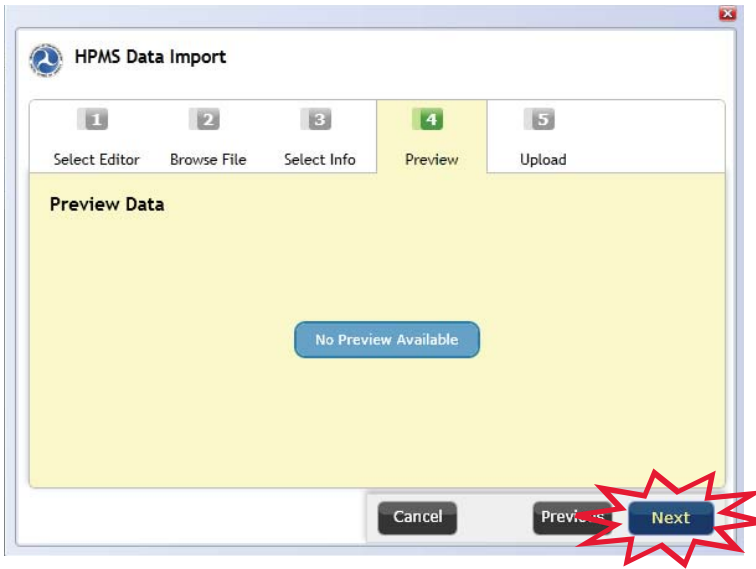 HPMS Data Import
1 2 3 4 5
Select Editor Browse File Select Info Preview Upload
Preview Data
No Preview Available
Cancel Previous Next